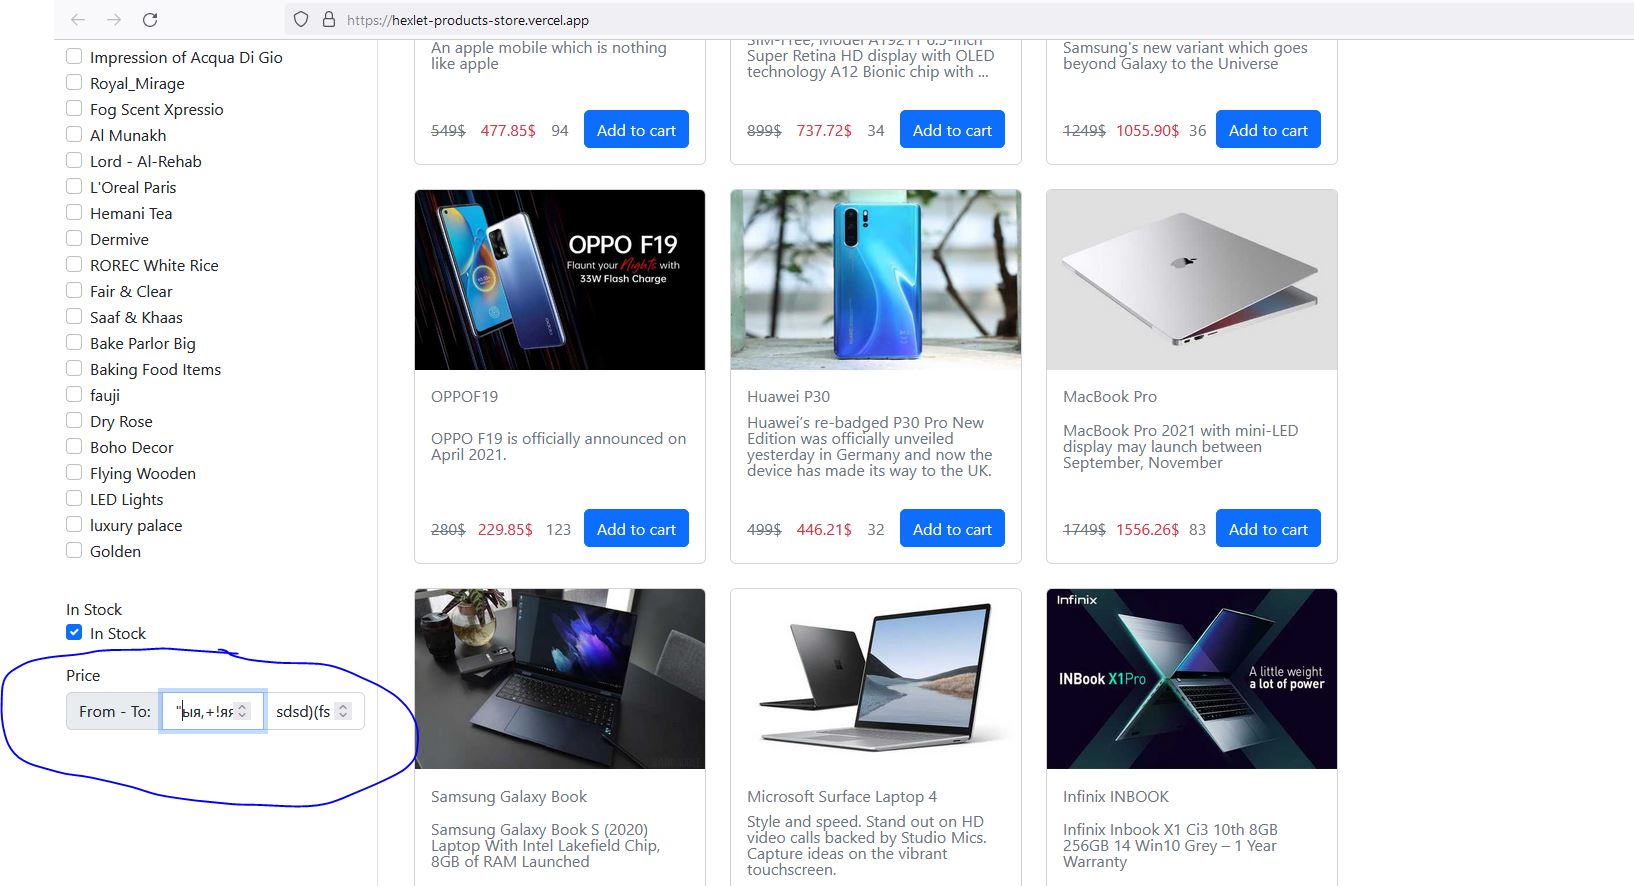 https://hexlet-products-store.vercel.app
Impression of Acqua Di Gio
Royal_Mirage
Fog Scent Xpressio
Al Munakh
Lord - Al-Rehab
L'Oreal Paris
Hemani Tea
Dermive
ROREC White Rice
Fair & Clear
Saaf & Khaas
Bake Parlor Big
Baking Food Items
fauji
Dry Rose
Boho Decor
Flying Wooden
LED Lights
luxury palace
Golden
In Stock
In Stock
Price
From - To:
"ыя,+!яя
sdsd)(fs
An apple mobile which is nothing
like apple
549$ 477.85$ 94 Add to cart
SIM-Free, Model A19211 6.5-inch
Super Retina HD display with OLED
technology A12 Bionic chip with ...
899$ 737.72$ 34 Add to cart
Samsung's new variant which goes
beyond Galaxy to the Universe
1249$ 1055.90$ 36 Add to cart
OPPO F19
Flaunt your Nights with
33W Flash Charge
OPPOF19
OPPO F19 is officially announced on
April 2021.
280$ 229.85$ 123 Add to cart
Huawei P30
Huawei’s re-badged P30 Pro New
Edition was officially unveiled
yesterday in Germany and now the
device has made its way to the UK.
499$ 446.21$ 32 Add to cart
MacBook Pro
MacBook Pro 2021 with mini-LED
display may launch between
September, November
1749$ 1556.26$ 83 Add to cart
Samsung Galaxy Book
Samsung Galaxy Book S (2020)
Laptop With Intel Lakefield Chip,
8GB of RAM Launched
Microsoft Surface Laptop 4
Style and speed. Stand out on HD
video calls backed by Studio Mics.
Capture ideas on the vibrant
touchscreen.
Infinix
INBook X1Pro
A little weight
a lot of power
Infinix INBOOK
Infinix Inbook X1 Ci3 10th 8GB
256GB 14 Win10 Grey – 1 Year
Warranty